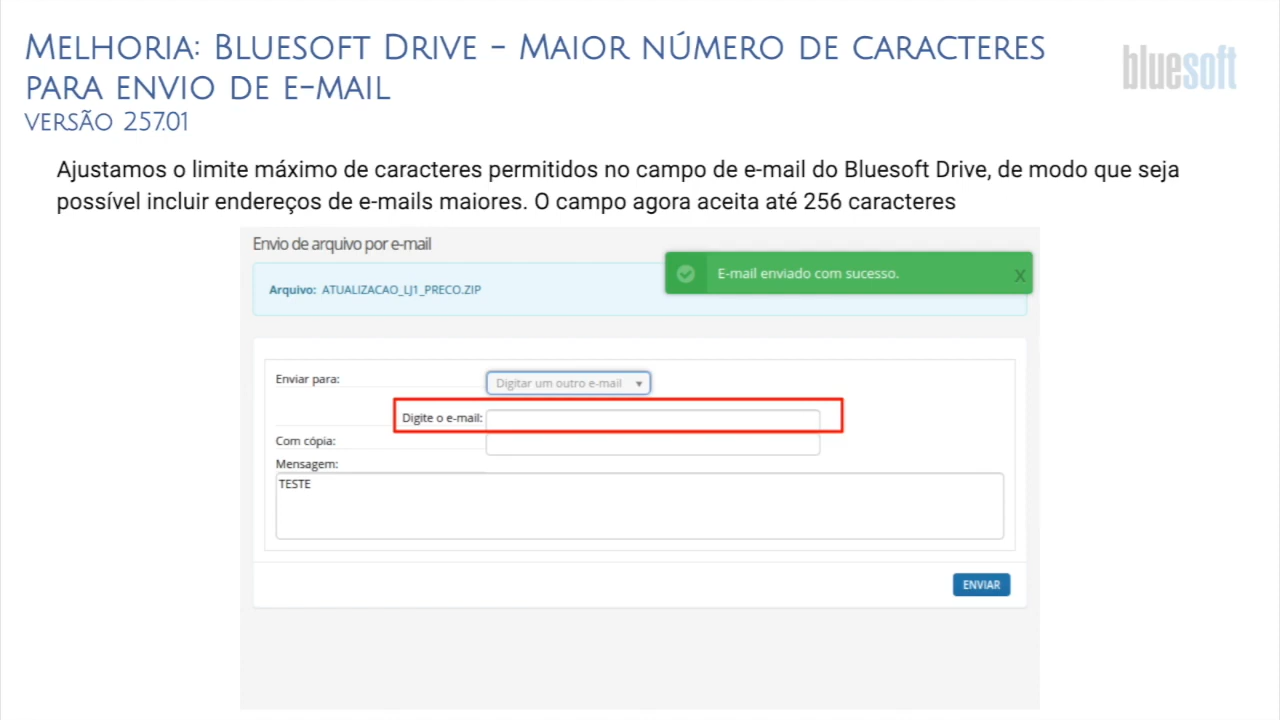 MELHORIA: BLUESOFT DRIVE - MAIOR NÚMERO DE CARACTERES
PARA ENVIO DE E-MAIL
VERSÃO 257.01
bluesoft
Ajustamos o limite máximo de caracteres permitidos no campo de e-mail do Bluesoft Drive, de modo que seja
possível incluir endereços de e-mails maiores. O campo agora aceita até 256 caracteres
Envio de arquivo por e-mail
E-mail enviado com sucesso. X
Arquivo: ATUALIZACAO_LJ1_PRECO.ZIP
Enviar para: Digitar um outro e-mail
Digite o e-mail:
Com cópia:
Mensagem:
TESTE
ENVIAR